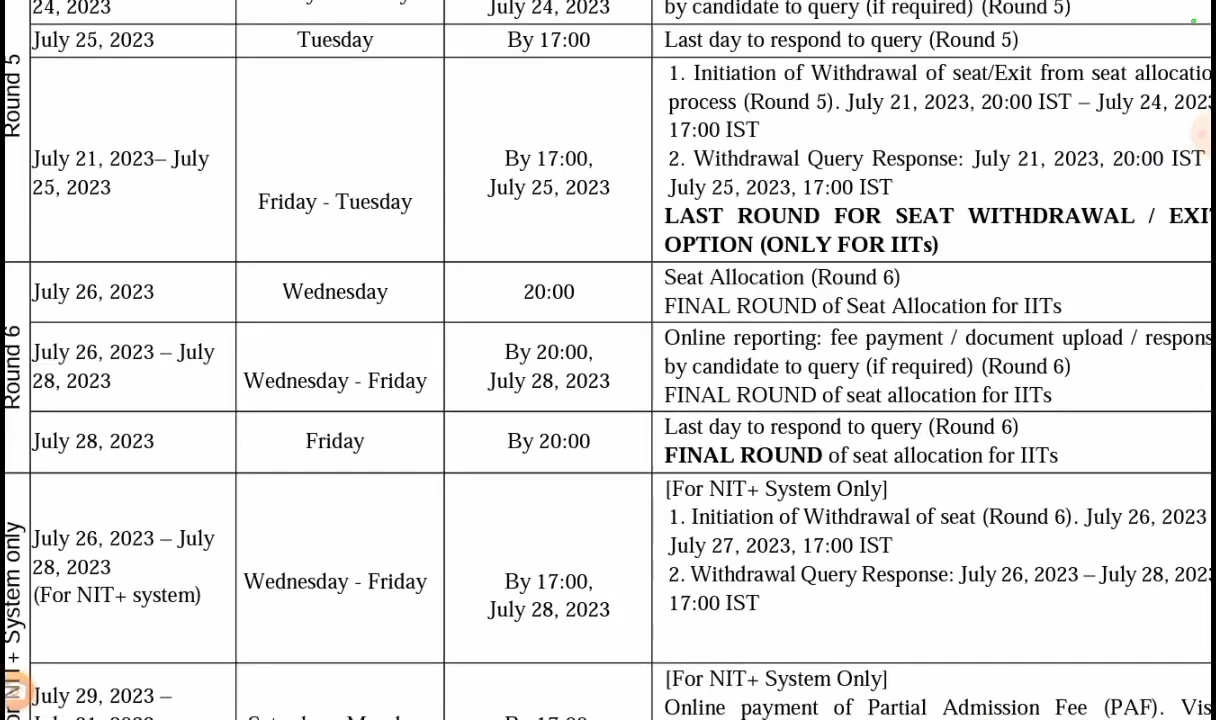 24, 2023
July 24, 2023
by candidate to query (if required) (Round 5)
Round 5
July 25, 2023
Tuesday
By 17:00
Last day to respond to query (Round 5)
July 21, 2023– July
25, 2023
Friday - Tuesday
By 17:00,
July 25, 2023
1. Initiation of Withdrawal of seat/Exit from seat allocatio
process (Round 5). July 21, 2023, 20:00 IST – July 24, 202
17:00 IST
2. Withdrawal Query Response: July 21, 2023, 20:00 IST
July 25, 2023, 17:00 IST
LAST ROUND FOR SEAT WITHDRAWAL / EXI
OPTION (ONLY FOR IITs)
Round 6
July 26, 2023
Wednesday
20:00
Seat Allocation (Round 6)
FINAL ROUND of Seat Allocation for IITs
July 26, 2023 – July
28, 2023
Wednesday - Friday
By 20:00,
July 28, 2023
Online reporting: fee payment / document upload / respons
by candidate to query (if required) (Round 6)
FINAL ROUND of seat allocation for IITs
July 28, 2023
Friday
By 20:00
Last day to respond to query (Round 6)
FINAL ROUND of seat allocation for IITs
+ System only
July 26, 2023 – July
28, 2023
(For NIT+ system)
Wednesday - Friday
By 17:00,
July 28, 2023
[For NIT+ System Only]
1. Initiation of Withdrawal of seat (Round 6). July 26, 2023
July 27, 2023, 17:00 IST
2. Withdrawal Query Response: July 26, 2023 – July 28, 202
17:00 IST
July 29, 2023 –
[For NIT+ System Only]
Online payment of Partial Admission Fee (PAF). Vis